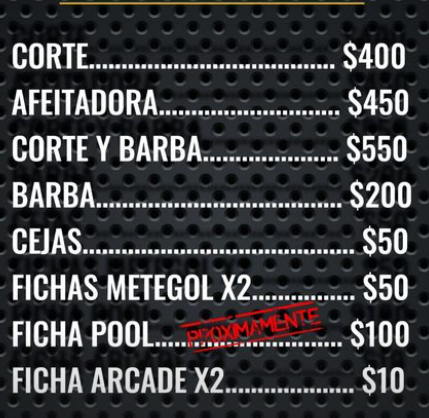 CORTE................................... $400
AFEITADORA.......................... $450
CORTE Y BARBA................... $550
BARBA.................................... $200
CEJAS....................................... $50
FICHAS METEGOL X2............... $50
PROXIMAMENTE
FICHA POOL........................... $100
FICHA ARCADE X2................... $10